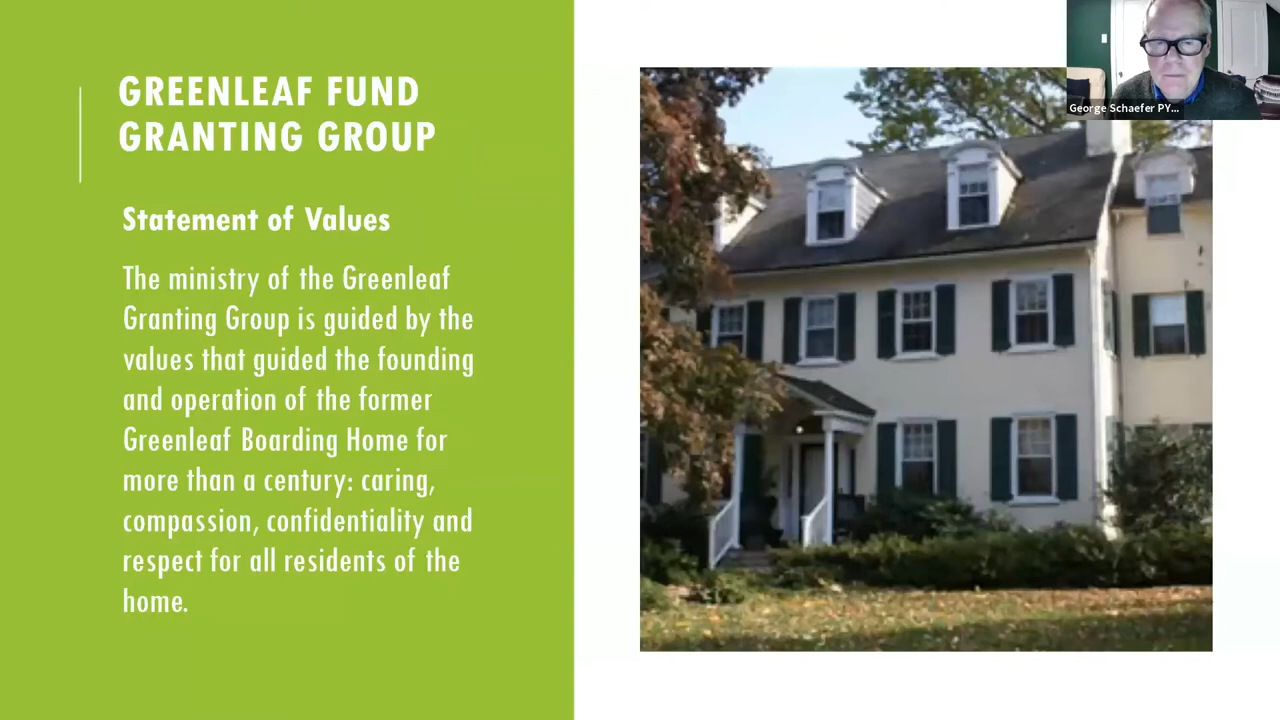 GREENLEAF FUND
GRANTING GROUP
Statement of Values
The ministry of the Greenleaf
Granting Group is guided by the
values that guided the founding
and operation of the former
Greenleaf Boarding Home for
more than a century: caring,
compassion, confidentiality and
respect for all residents of the
home.
George Schaefer PY...